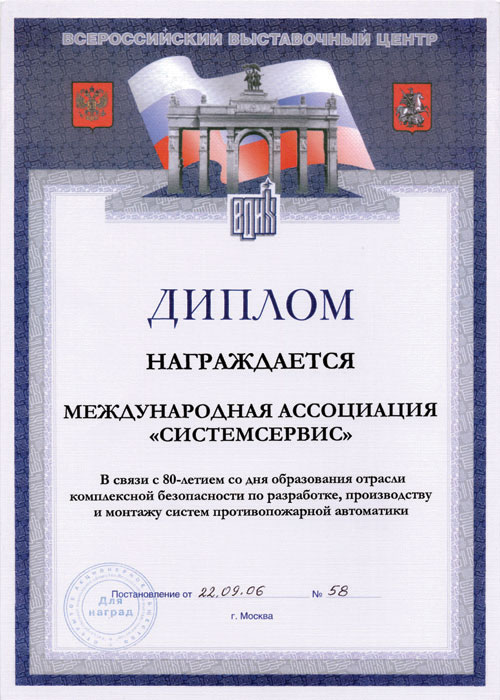 ВСЕРОССИЙСКИЙ ВЫСТАВОЧНЫЙ ЦЕНТР
ВДНХ
ДИПЛОМ
НАГРАЖДАЕТСЯ
МЕЖДУНАРОДНАЯ АССОЦИАЦИЯ
«СИСТЕМСЕРВИС»
В связи с 80-летием со дня образования отрасли
комплексной безопасности по разработке, производству
и монтажу систем противопожарной автоматики
Постановление от 22.09.06 № 58
г. Москва
Для
наград